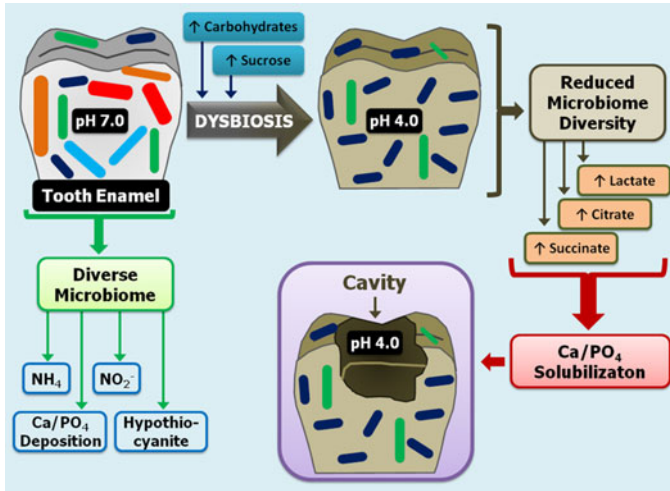 ↑ Carbohydrates
↑ Sucrose
DYSBIOSIS
pH 7.0
Tooth Enamel
pH 4.0
Reduced
Microbiome
Diversity
↑ Lactate
↑ Citrate
↑ Succinate
Diverse
Microbiome
NH₄
NO₂⁻
Ca/PO₄
Deposition
Hypothio-
cyanite
Cavity
pH 4.0
Ca/PO₄
Solubilizaton